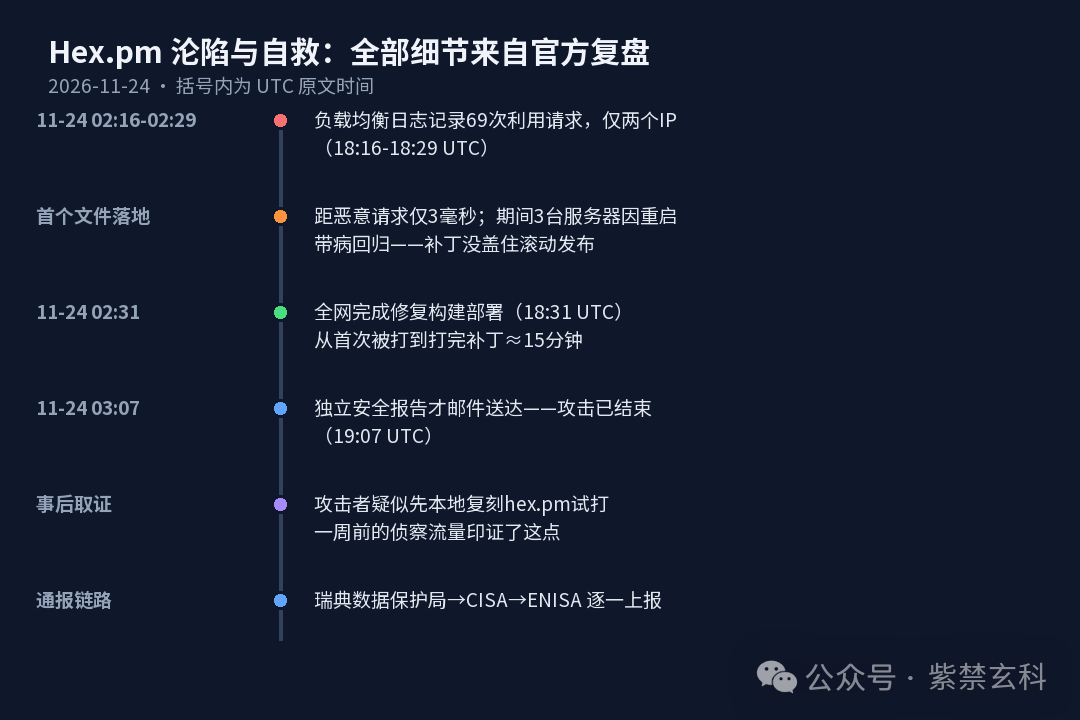 Hex.pm 沦陷与自救：全部细节来自官方复盘
2026-11-24 · 括号内为 UTC 原文时间
11-24 02:16-02:29
负载均衡日志记录69次利用请求，仅两个IP
（18:16-18:29 UTC）
首个文件落地
距恶意请求仅3毫秒；期间3台服务器因重启
带病回归——补丁没盖住滚动发布
11-24 02:31
全网完成修复构建部署（18:31 UTC）
从首次被打到打完补丁≈15分钟
11-24 03:07
独立安全报告才邮件送达——攻击已结束
（19:07 UTC）
事后取证
攻击者疑似先本地复刻hex.pm试打
一周前的侦察流量印证了这点
通报链路
瑞典数据保护局→CISA→ENISA 逐一上报
公众号 · 紫禁玄科